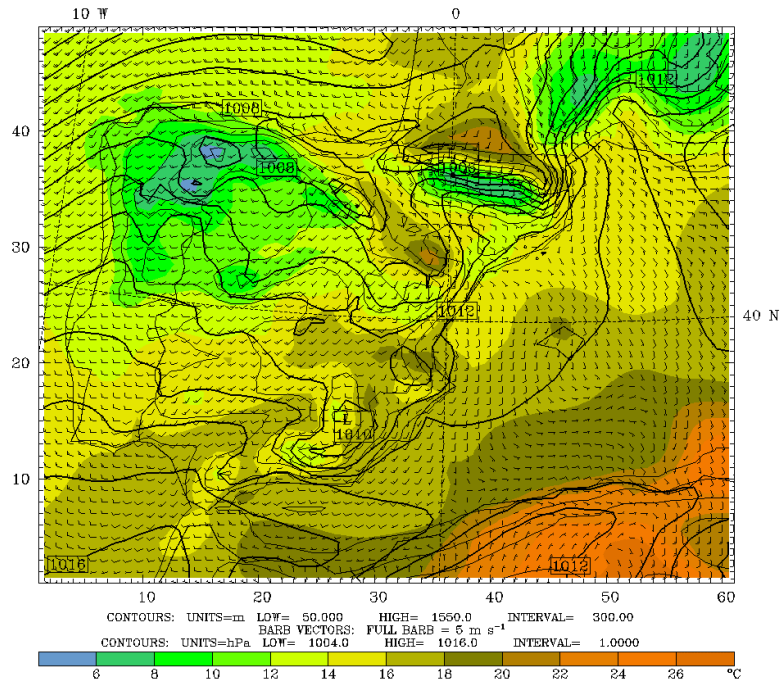 10 W 0
1012
1008
40
1008
1008
30
1012
40 N
20
L
1010
10
1016
1012
10 20 30 40 50 60
CONTOURS: UNITS=m LOW= 50.000 HIGH= 1550.0 INTERVAL= 300.00
BARB VECTORS: FULL BARB = 5 m s⁻¹
CONTOURS: UNITS=hPa LOW= 1004.0 HIGH= 1016.0 INTERVAL= 1.0000
6 8 10 12 14 16 18 20 22 24 26 °C